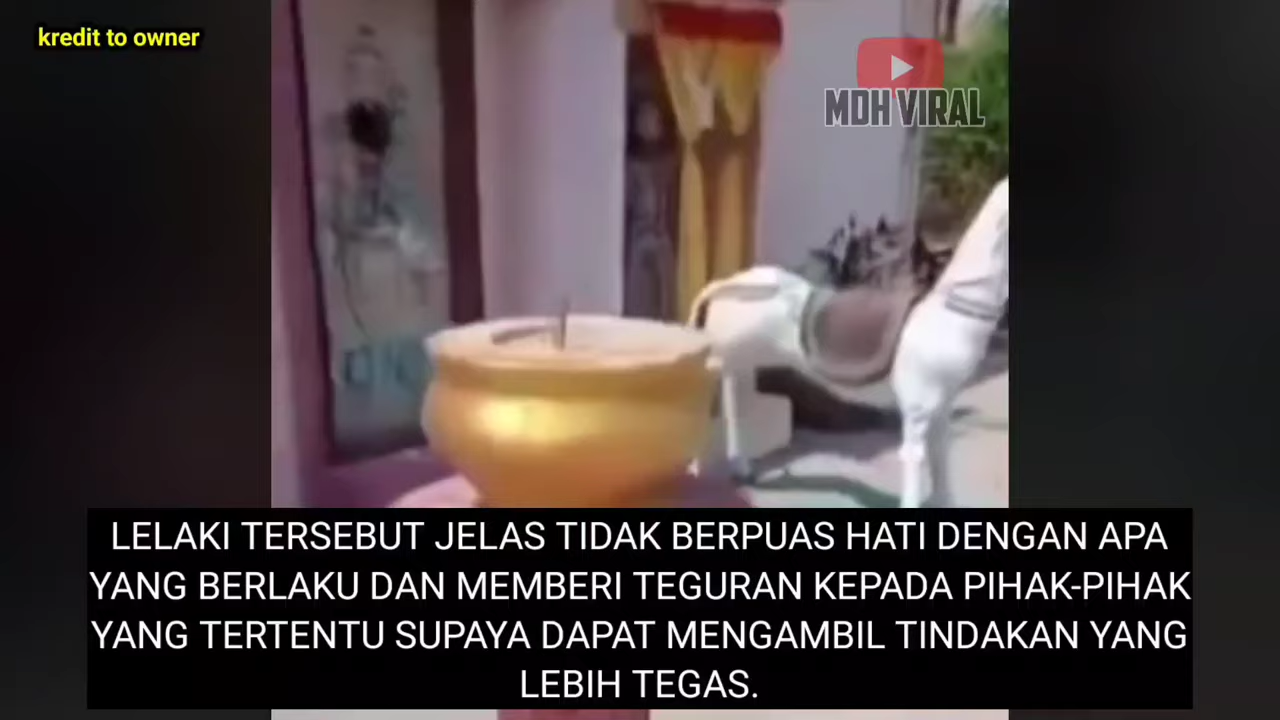 kredit to owner
MDH VIRAL
LELAKI TERSEBUT JELAS TIDAK BERPUAS HATI DENGAN APA
YANG BERLAKU DAN MEMBERI TEGURAN KEPADA PIHAK-PIHAK
YANG TERTENTU SUPAYA DAPAT MENGAMBIL TINDAKAN YANG
LEBIH TEGAS.